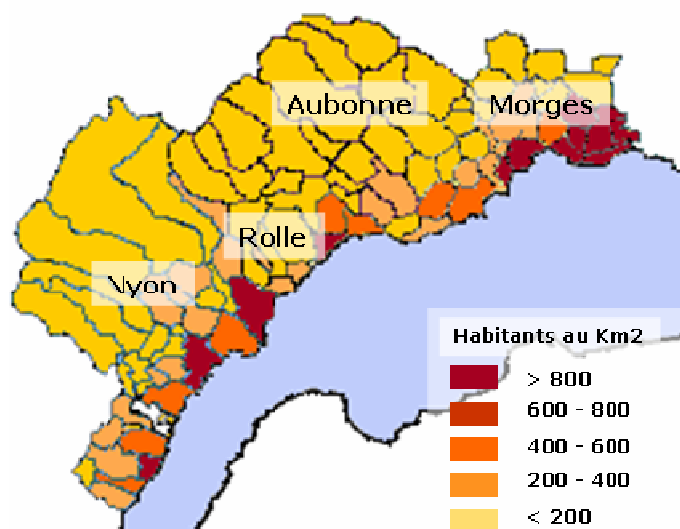 Aubonne
Morges
Rolle
Nyon
Habitants au Km2
> 800
600 - 800
400 - 600
200 - 400
< 200